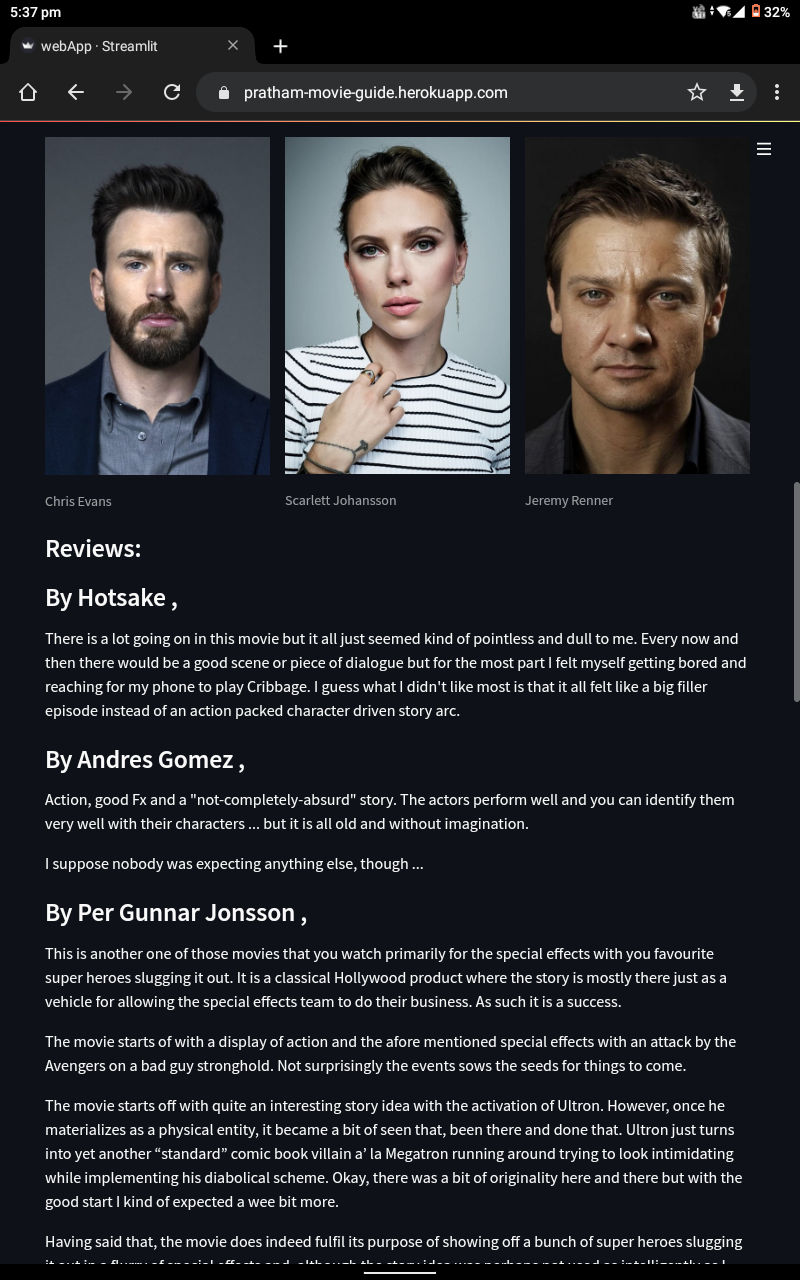 5:37 pm
32%
webApp · Streamlit
pratham-movie-guide.herokuapp.com
Chris Evans
Scarlett Johansson
Jeremy Renner
Reviews:
By Hotsake ,
There is a lot going on in this movie but it all just seemed kind of pointless and dull to me. Every now and
then there would be a good scene or piece of dialogue but for the most part I felt myself getting bored and
reaching for my phone to play Cribbage. I guess what I didn't like most is that it all felt like a big filler
episode instead of an action packed character driven story arc.
By Andres Gomez ,
Action, good Fx and a "not-completely-absurd" story. The actors perform well and you can identify them
very well with their characters ... but it is all old and without imagination.
I suppose nobody was expecting anything else, though ...
By Per Gunnar Jonsson ,
This is another one of those movies that you watch primarily for the special effects with you favourite
super heroes slugging it out. It is a classical Hollywood product where the story is mostly there just as a
vehicle for allowing the special effects team to do their business. As such it is a success.
The movie starts of with a display of action and the afore mentioned special effects with an attack by the
Avengers on a bad guy stronghold. Not surprisingly the events sows the seeds for things to come.
The movie starts off with quite an interesting story idea with the activation of Ultron. However, once he
materializes as a physical entity, it became a bit of seen that, been there and done that. Ultron just turns
into yet another “standard” comic book villain a’ la Megatron running around trying to look intimidating
while implementing his diabolical scheme. Okay, there was a bit of originality here and there but with the
good start I kind of expected a wee bit more.
Having said that, the movie does indeed fulfil its purpose of showing off a bunch of super heroes slugging